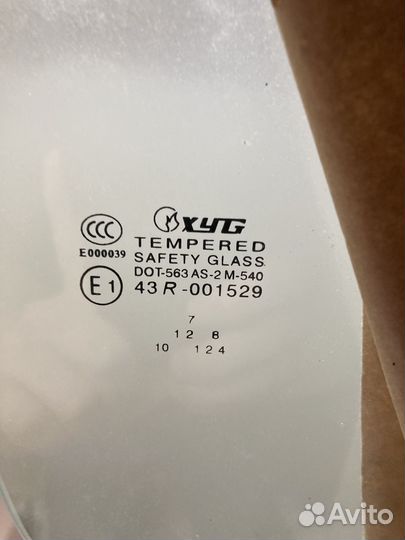 CCC
E000039
XYG
TEMPERED
SAFETY GLASS
DOT-563 AS-2 M-540
E1
43R-001529
7
12 8
10 124
Avito